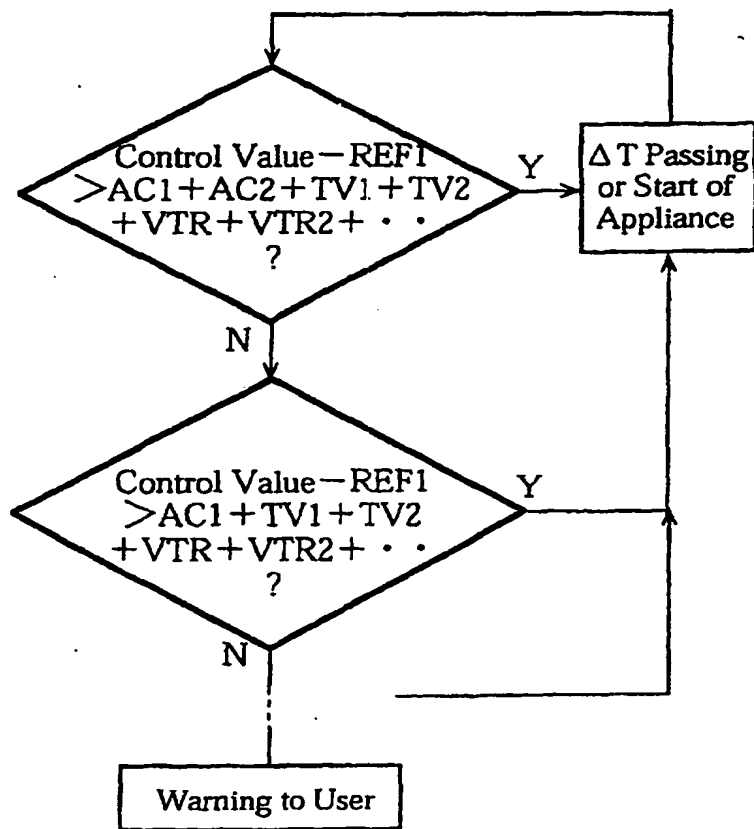 Control Value－REF1
＞AC1＋AC2＋TV1＋TV2
＋VTR＋VTR2＋・・
?
Y
Δ T Passing
or Start of
Appliance
N
Control Value－REF1
＞AC1＋TV1＋TV2
＋VTR＋VTR2＋・・
?
Y
N
Warning to User